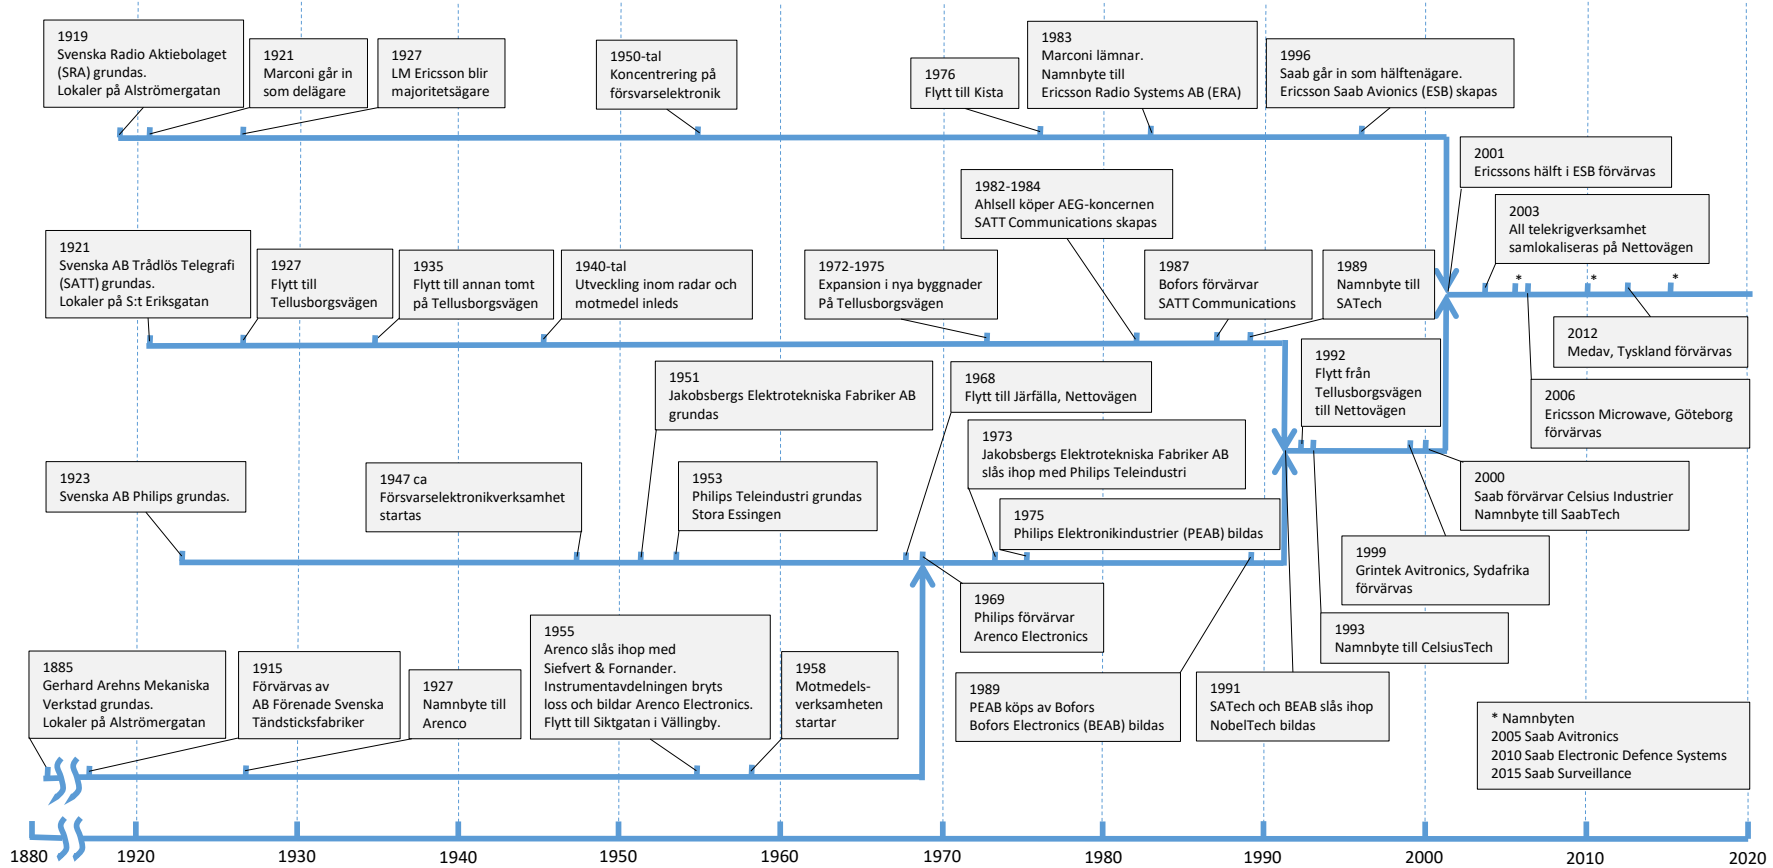 1919
Svenska Radio Aktiebolaget
(SRA) grundas.
Lokaler på Alströmergatan
1921
Marconi går in
som delägare
1927
LM Ericsson blir
majoritetsägare
1950-tal
Koncentrering på
försvarselektronik
1976
Flytt till Kista
1983
Marconi lämnar.
Namnbyte till
Ericsson Radio Systems AB (ERA)
1996
Saab går in som hälftenägare.
Ericsson Saab Avionics (ESB) skapas
2001
Ericssons hälft i ESB förvärvas
2003
All telekrigverksamhet
samlokaliseras på Nettovägen
* * *
2012
Medav, Tyskland förvärvas
2006
Ericsson Microwave, Göteborg
förvärvas
1921
Svenska AB Trådlös Telegrafi
(SATT) grundas.
Lokaler på S:t Eriksgatan
1927
Flytt till
Tellusborgsvägen
1935
Flytt till annan tomt
på Tellusborgsvägen
1940-tal
Utveckling inom radar och
motmedel inleds
1972-1975
Expansion i nya byggnader
På Tellusborgsvägen
1982-1984
Ahlsell köper AEG-koncernen
SATT Communications skapas
1987
Bofors förvärvar
SATT Communications
1989
Namnbyte till
SATech
1992
Flytt från
Tellusborgsvägen
till Nettovägen
1923
Svenska AB Philips grundas.
1947 ca
Försvarselektronikverksamhet
startas
1951
Jakobsbergs Elektrotekniska Fabriker AB
grundas
1953
Philips Teleindustri grundas
Stora Essingen
1968
Flytt till Järfälla, Nettovägen
1973
Jakobsbergs Elektrotekniska Fabriker AB
slås ihop med Philips Teleindustri
1975
Philips Elektronikindustrier (PEAB) bildas
2000
Saab förvärvar Celsius Industrier
Namnbyte till SaabTech
1999
Grintek Avitronics, Sydafrika
förvärvas
1993
Namnbyte till CelsiusTech
1969
Philips förvärvar
Arenco Electronics
1989
PEAB köps av Bofors
Bofors Electronics (BEAB) bildas
1991
SATech och BEAB slås ihop
NobelTech bildas
1885
Gerhard Arehns Mekaniska
Verkstad grundas.
Lokaler på Alströmergatan
1915
Förvärvas av
AB Förenade Svenska
Tändsticksfabriker
1927
Namnbyte till
Arenco
1955
Arenco slås ihop med
Siefvert & Fornander.
Instrumentavdelningen bryts
loss och bildar Arenco Electronics.
Flytt till Siktgatan i Vällingby.
1958
Motmedels-
verksamheten
startar
* Namnbyten
2005 Saab Avitronics
2010 Saab Electronic Defence Systems
2015 Saab Surveillance
1880 1920 1930 1940 1950 1960 1970 1980 1990 2000 2010 2020